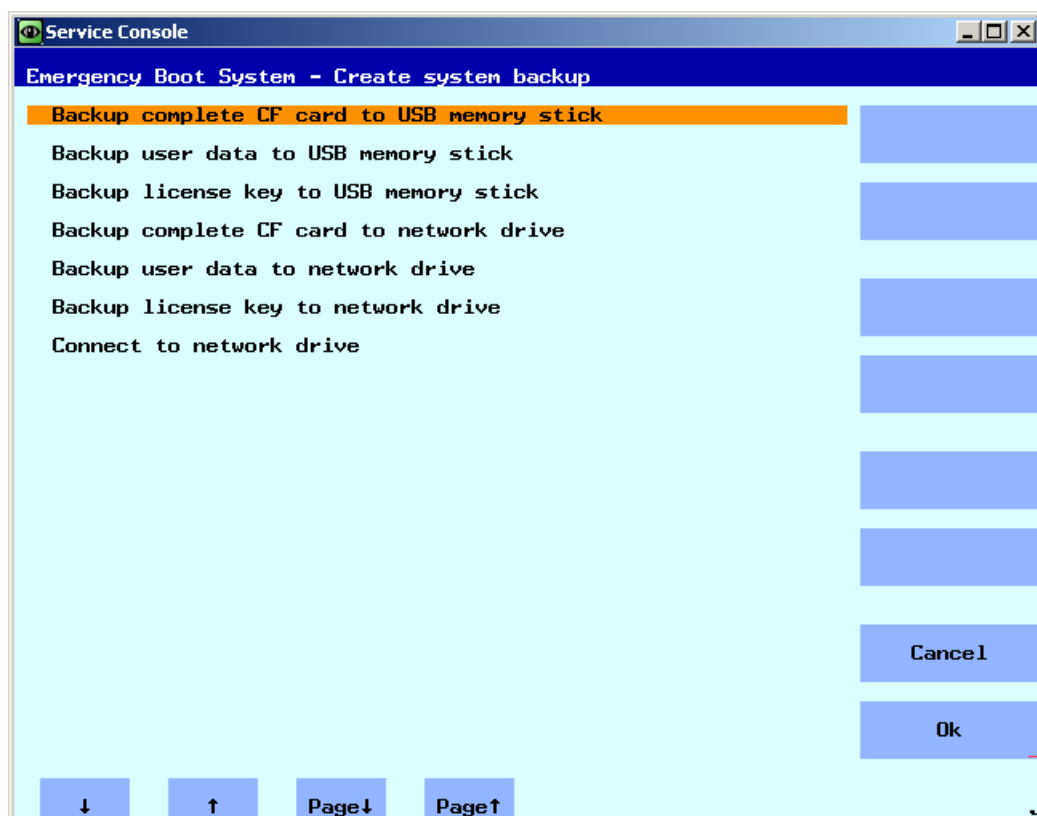 Service Console
Emergency Boot System - Create system backup
Backup complete CF card to USB memory stick
Backup user data to USB memory stick
Backup license key to USB memory stick
Backup complete CF card to network drive
Backup user data to network drive
Backup license key to network drive
Connect to network drive
Cancel
Ok
↓ ↑ Page↓ Page↑